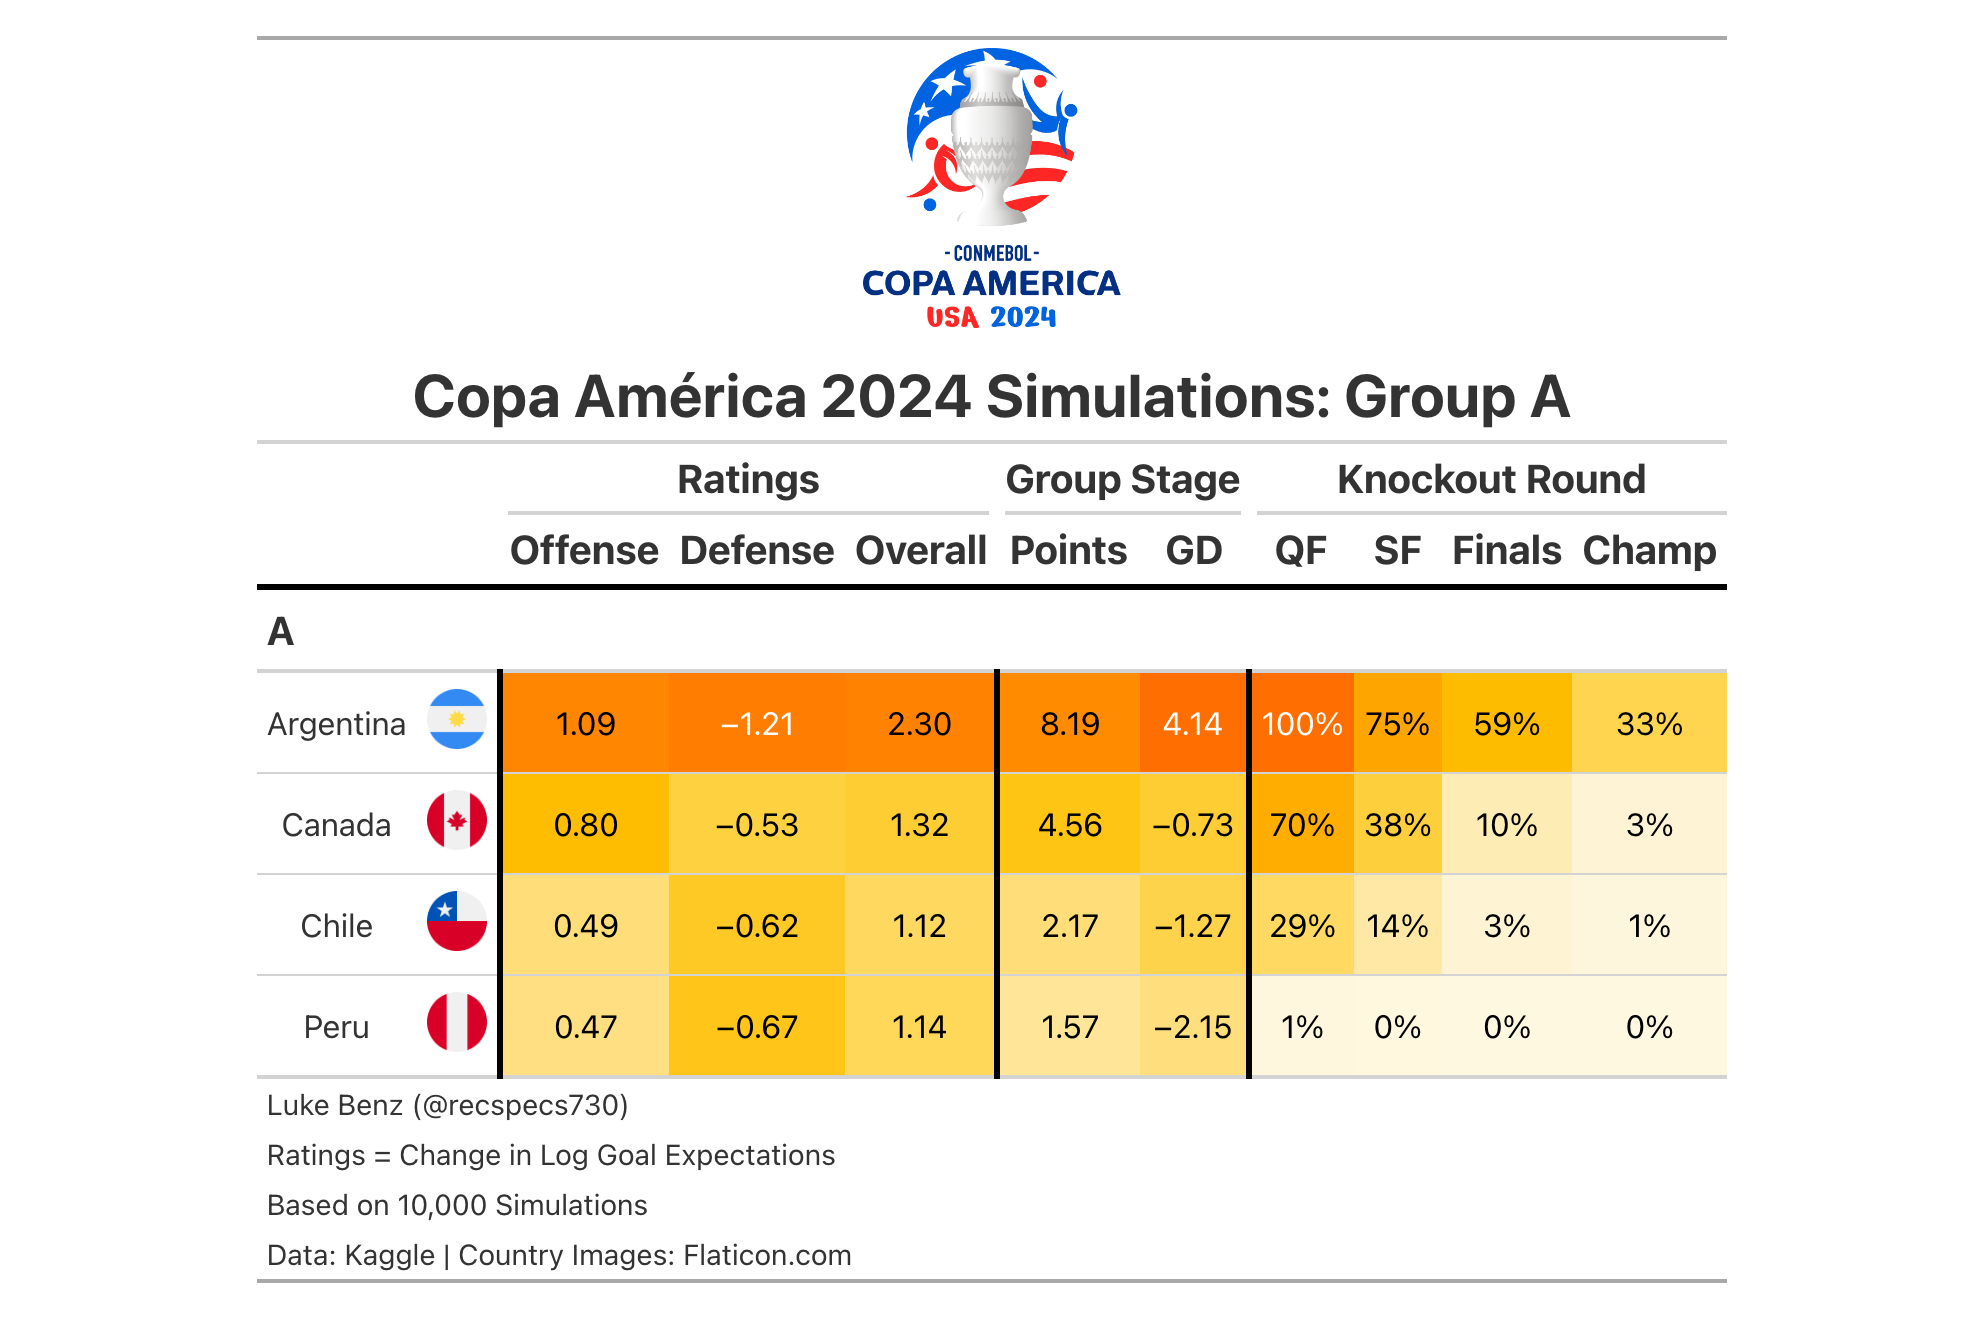 - CONMEBOL -
COPA AMERICA
USA 2024
Copa América 2024 Simulations: Group A
Ratings Group Stage Knockout Round
Offense Defense Overall Points GD QF SF Finals Champ
A
Argentina 1.09 −1.21 2.30 8.19 4.14 100% 75% 59% 33%
Canada 0.80 −0.53 1.32 4.56 −0.73 70% 38% 10% 3%
Chile 0.49 −0.62 1.12 2.17 −1.27 29% 14% 3% 1%
Peru 0.47 −0.67 1.14 1.57 −2.15 1% 0% 0% 0%
Luke Benz (@recspecs730)
Ratings = Change in Log Goal Expectations
Based on 10,000 Simulations
Data: Kaggle | Country Images: Flaticon.com